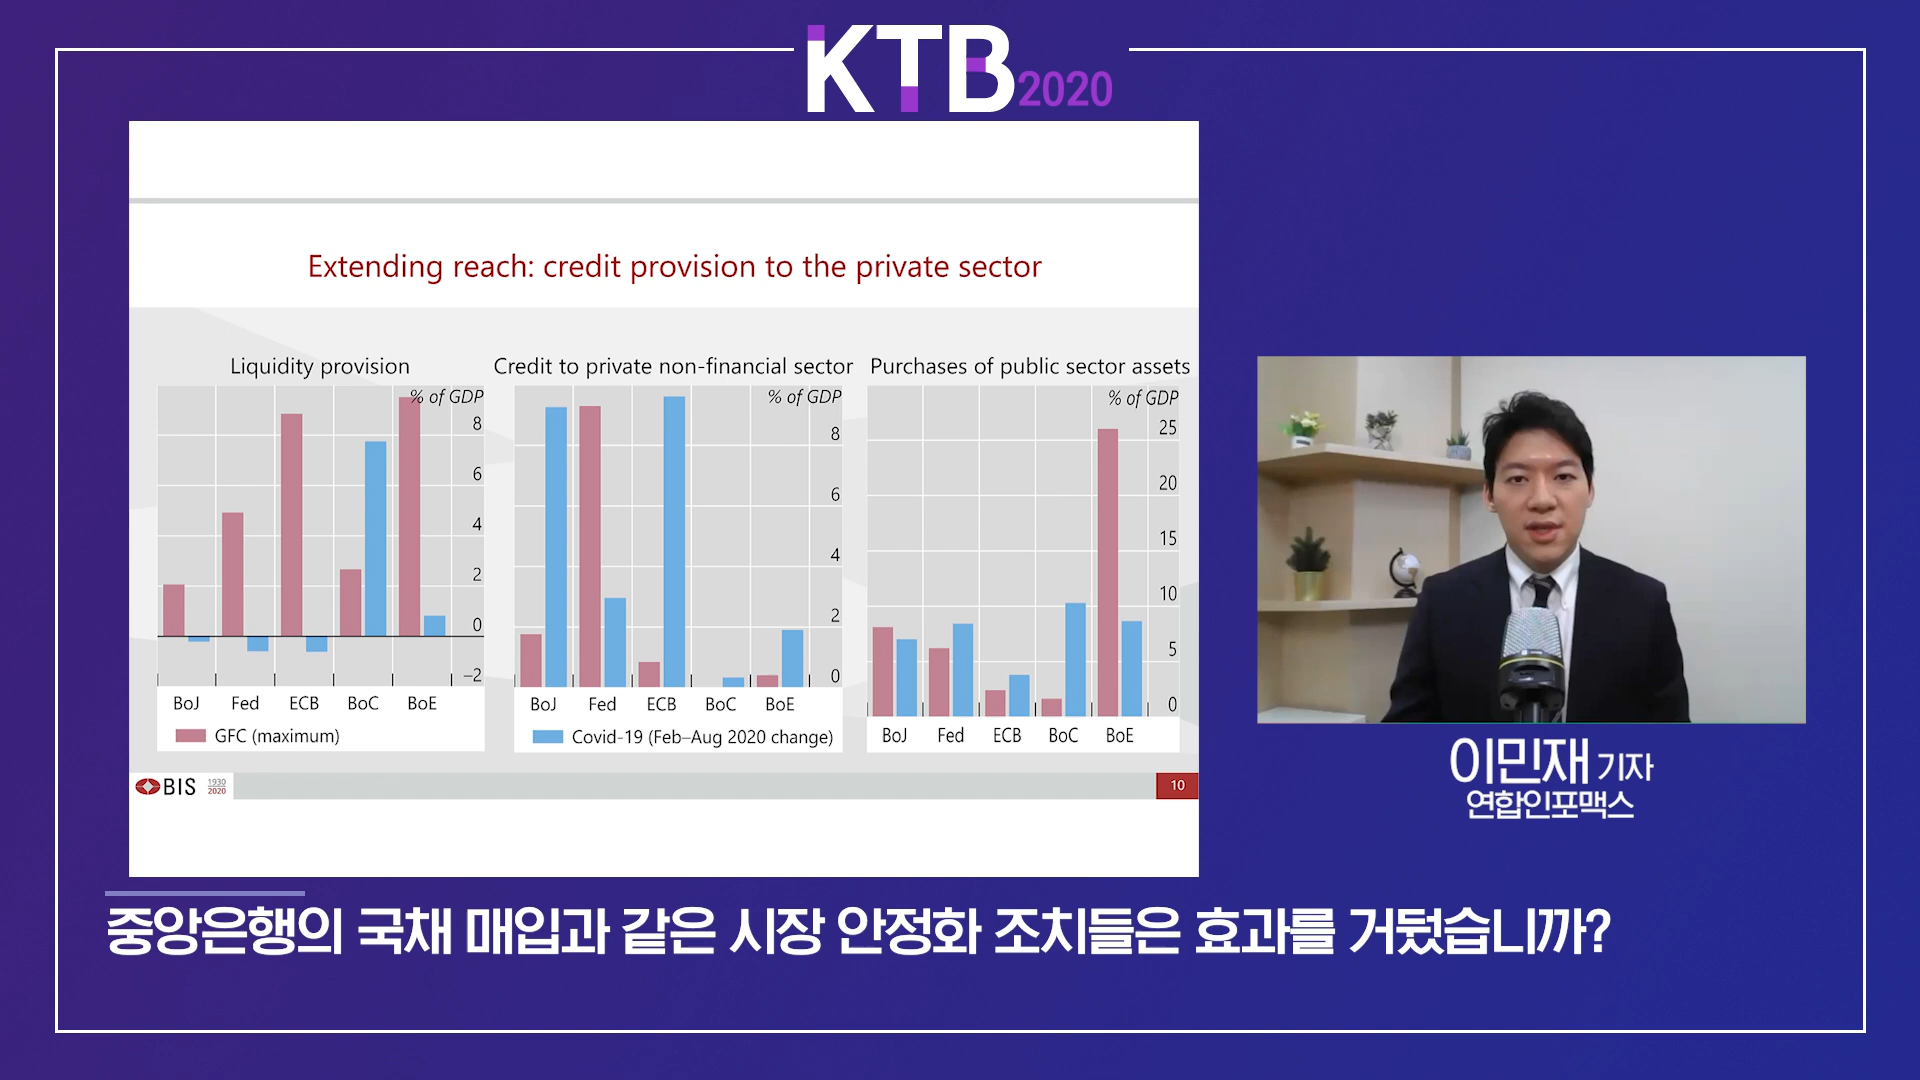 KTB2020
Extending reach: credit provision to the private sector
Liquidity provision
% of GDP
8
6
4
2
0
−2
BoJ Fed ECB BoC BoE
GFC (maximum)
Credit to private non-financial sector
% of GDP
8
6
4
2
0
BoJ Fed ECB BoC BoE
Covid-19 (Feb–Aug 2020 change)
Purchases of public sector assets
% of GDP
25
20
15
10
5
0
BoJ Fed ECB BoC BoE
BIS 1930
2020
10
이민재 기자
연합인포맥스
중앙은행의 국채 매입과 같은 시장 안정화 조치들은 효과를 거뒀습니까?